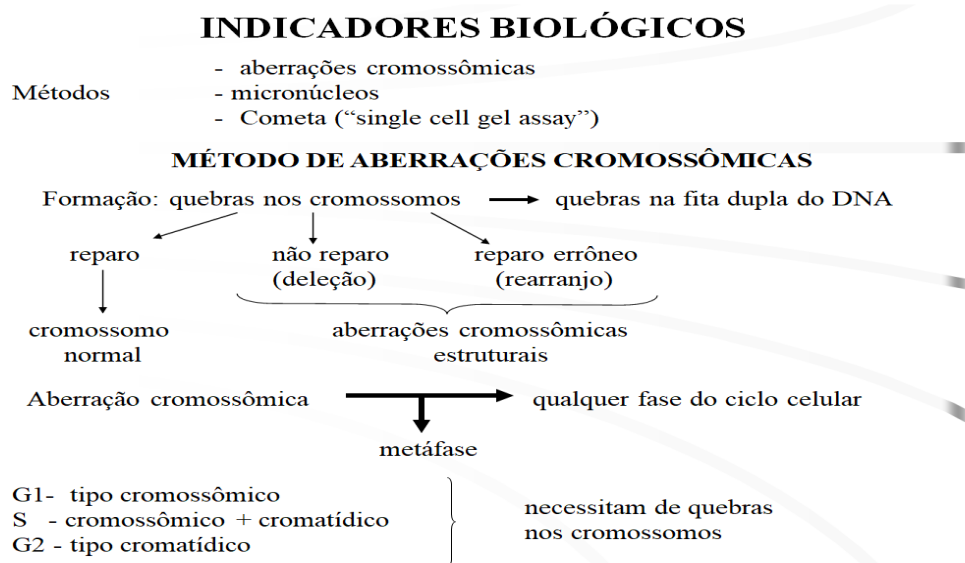 INDICADORES BIOLÓGICOS
- aberrações cromossômicas
Métodos - micronúcleos
- Cometa (“single cell gel assay”)
MÉTODO DE ABERRAÇÕES CROMOSSÔMICAS
Formação: quebras nos cromossomos quebras na fita dupla do DNA
reparo não reparo reparo errôneo
(deleção) (rearranjo)
cromossomo aberrações cromossômicas
normal estruturais
Aberração cromossômica qualquer fase do ciclo celular
metáfase
G1- tipo cromossômico
S - cromossômico + cromatídico
G2 - tipo cromatídico
necessitam de quebras
nos cromossomos